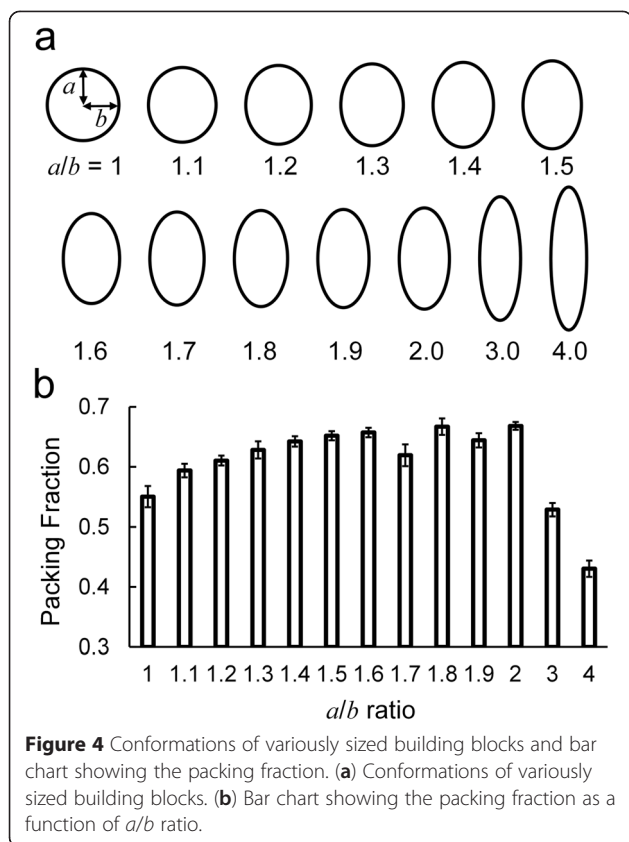 a
a
b
a/b = 1 1.1 1.2 1.3 1.4 1.5
1.6 1.7 1.8 1.9 2.0 3.0 4.0
b
0.7
0.6
0.5
0.4
0.3
Packing Fraction
1 1.1 1.2 1.3 1.4 1.5 1.6 1.7 1.8 1.9 2 3 4
a/b ratio
Figure 4 Conformations of variously sized building blocks and bar
chart showing the packing fraction. (a) Conformations of variously
sized building blocks. (b) Bar chart showing the packing fraction as a
function of a/b ratio.